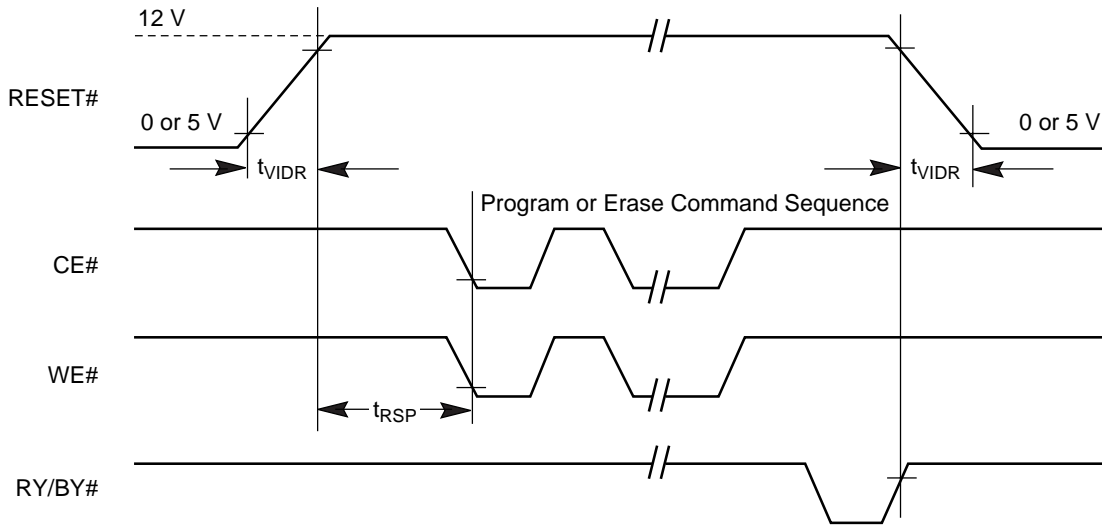 12 V
RESET#
0 or 5 V
0 or 5 V
tVIDR
tVIDR
Program or Erase Command Sequence
CE#
WE#
tRSP
RY/BY#